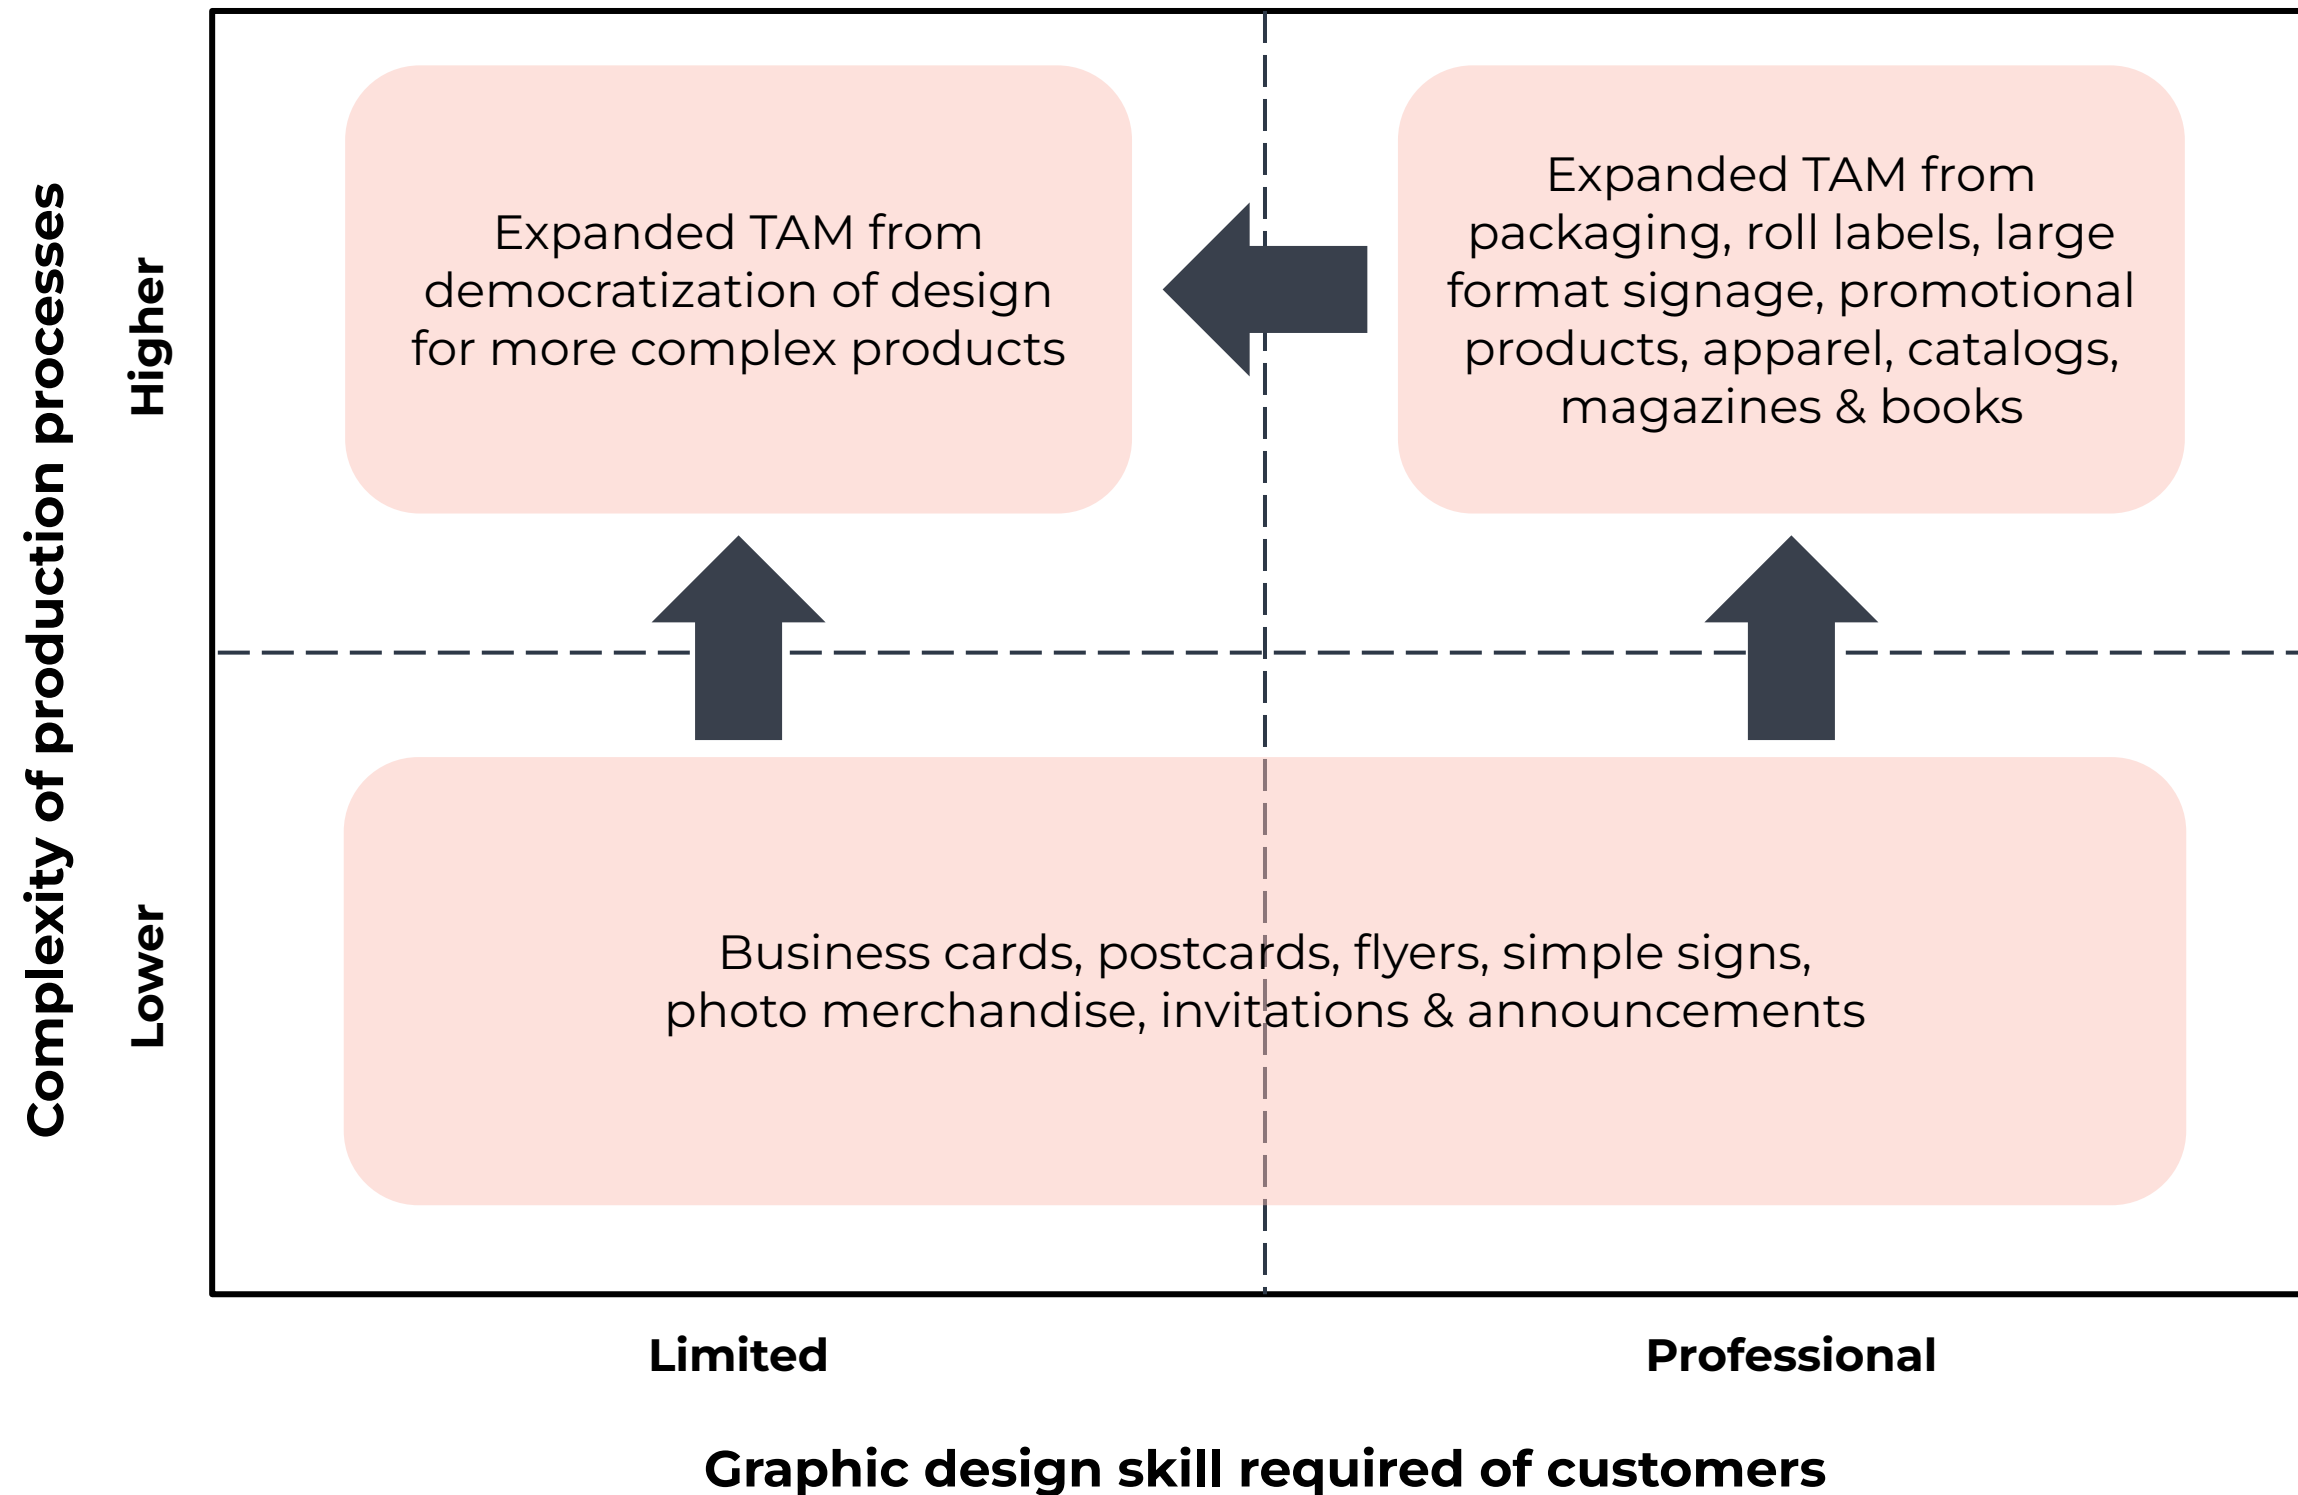 Complexity of production processes
Higher
Lower
Expanded TAM from
democratization of design
for more complex products
Expanded TAM from
packaging, roll labels, large
format signage, promotional
products, apparel, catalogs,
magazines & books
Business cards, postcards, flyers, simple signs,
photo merchandise, invitations & announcements
Limited
Professional
Graphic design skill required of customers